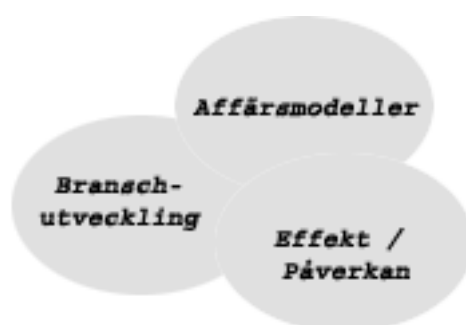 Affärsmodeller
Bransch-
utveckling
Effekt /
Påverkan